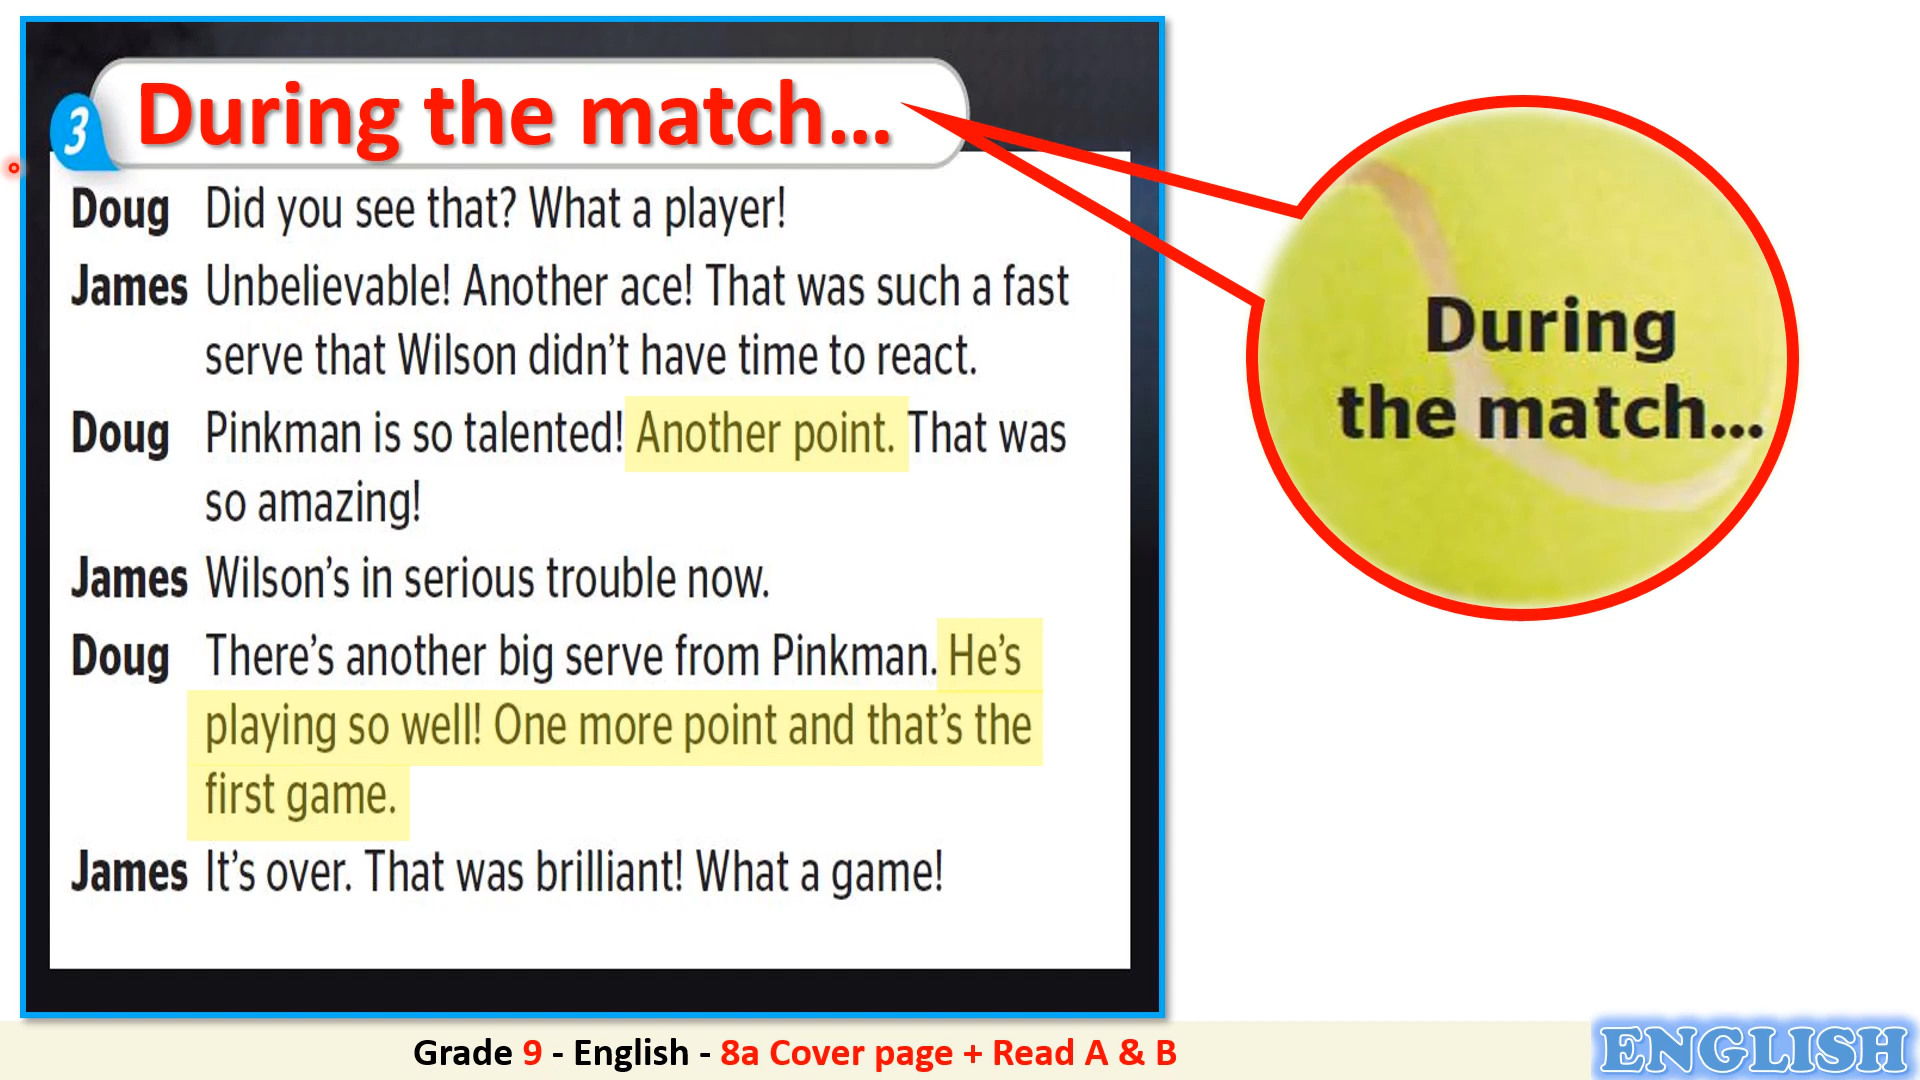 3
During the match...
Doug Did you see that? What a player!
James Unbelievable! Another ace! That was such a fast
serve that Wilson didn't have time to react.
Doug Pinkman is so talented! Another point. That was
so amazing!
James Wilson's in serious trouble now.
Doug There's another big serve from Pinkman. He's
playing so well! One more point and that's the
first game.
James It's over. That was brilliant! What a game!
During
the match...
Grade 9 - English - 8a Cover page + Read A & B
ENGLISH